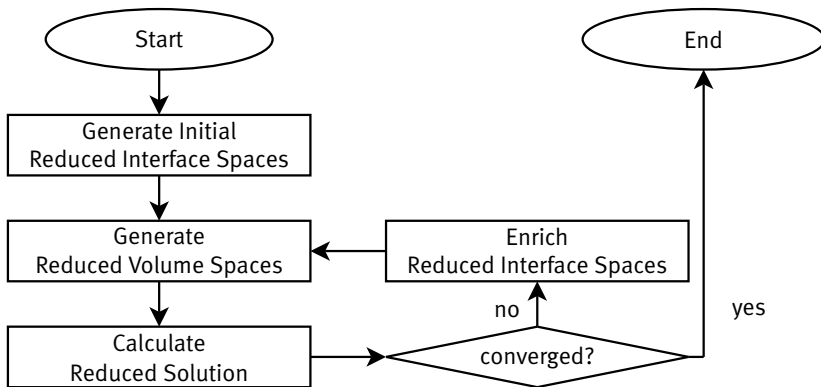 Start
End
Generate Initial
Reduced Interface Spaces
Generate
Reduced Volume Spaces
Enrich
Reduced Interface Spaces
no
yes
Calculate
Reduced Solution
converged?